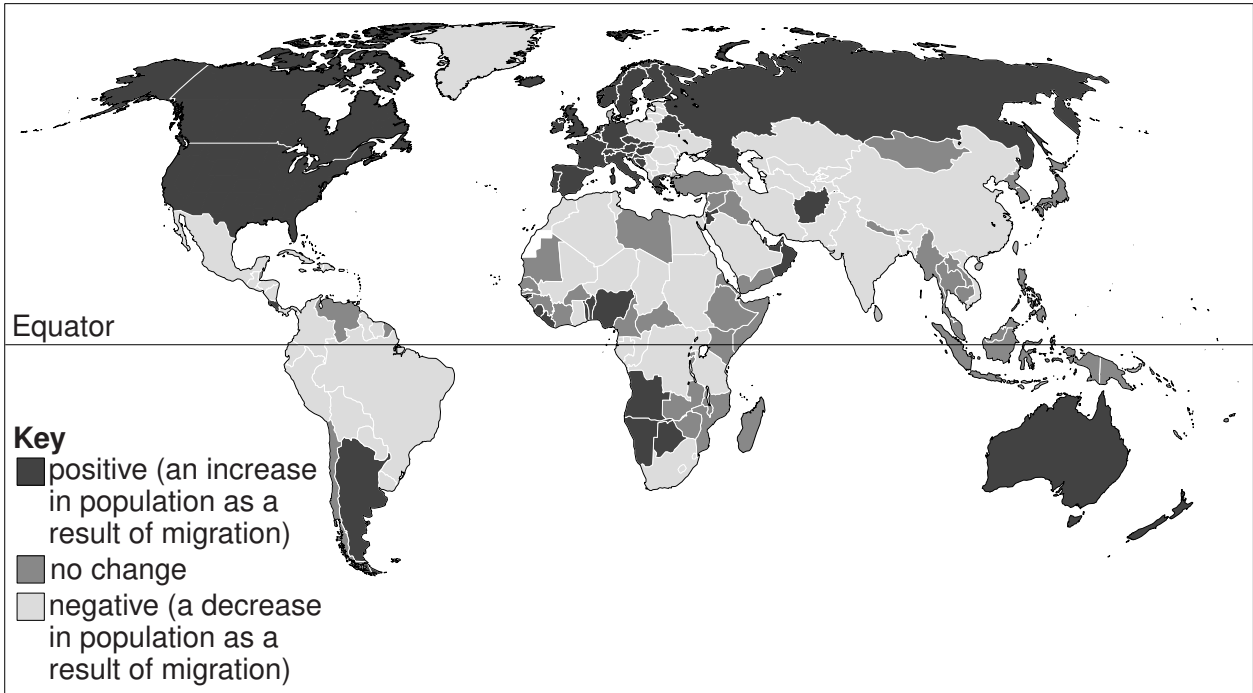 Equator
Key
positive (an increase
in population as a
result of migration)
no change
negative (a decrease
in population as a
result of migration)